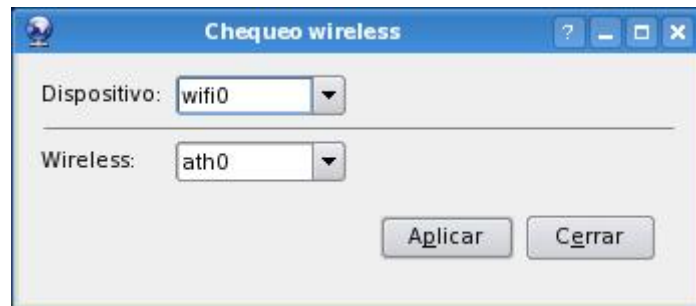 Chequeo wireless
Dispositivo: wifi0
Wireless: ath0
Aplicar Cerrar